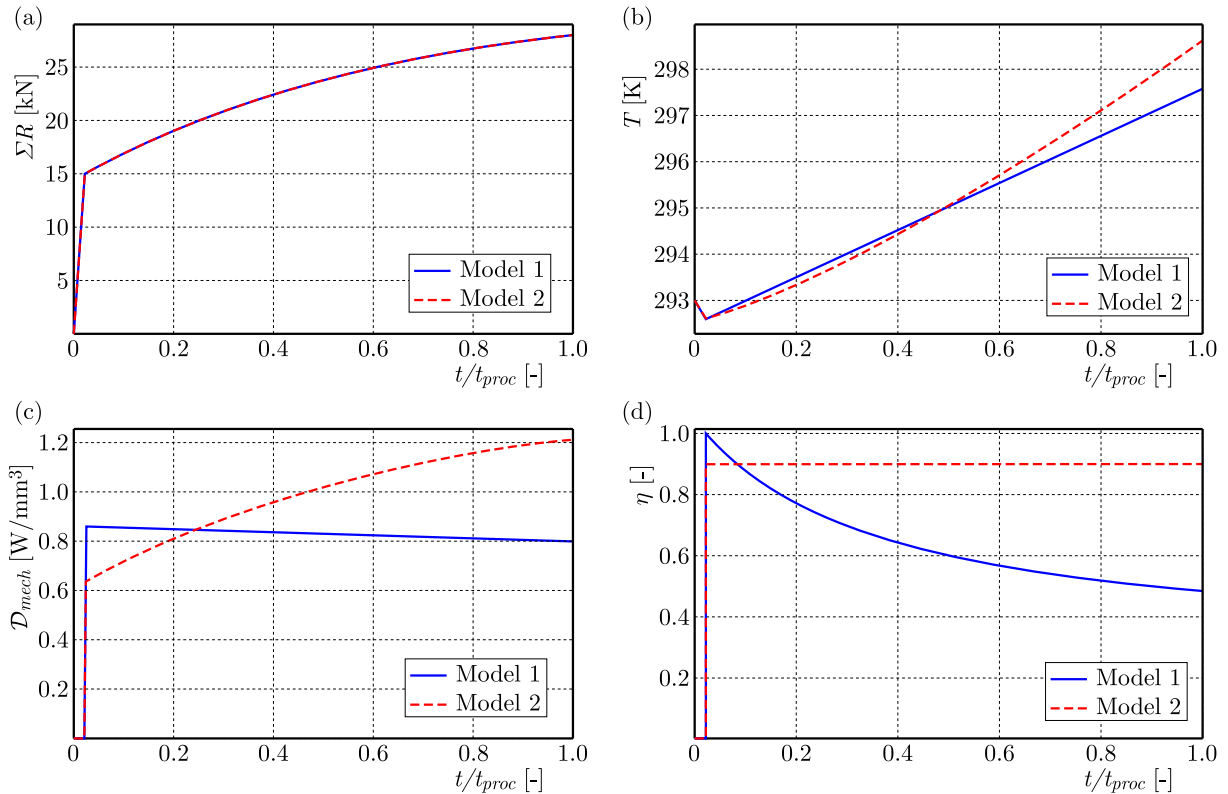 (a)
ΣR [kN]
25
20
15
10
5
0 0.2 0.4 0.6 0.8 1.0
t/t_proc [-]
Model 1
Model 2
(b)
T [K]
298
297
296
295
294
293
0 0.2 0.4 0.6 0.8 1.0
t/t_proc [-]
Model 1
Model 2
(c)
𝒟_mech [W/mm³]
1.2
1.0
0.8
0.6
0.4
0.2
0 0.2 0.4 0.6 0.8 1.0
t/t_proc [-]
Model 1
Model 2
(d)
η [-]
1.0
0.8
0.6
0.4
0.2
0 0.2 0.4 0.6 0.8 1.0
t/t_proc [-]
Model 1
Model 2